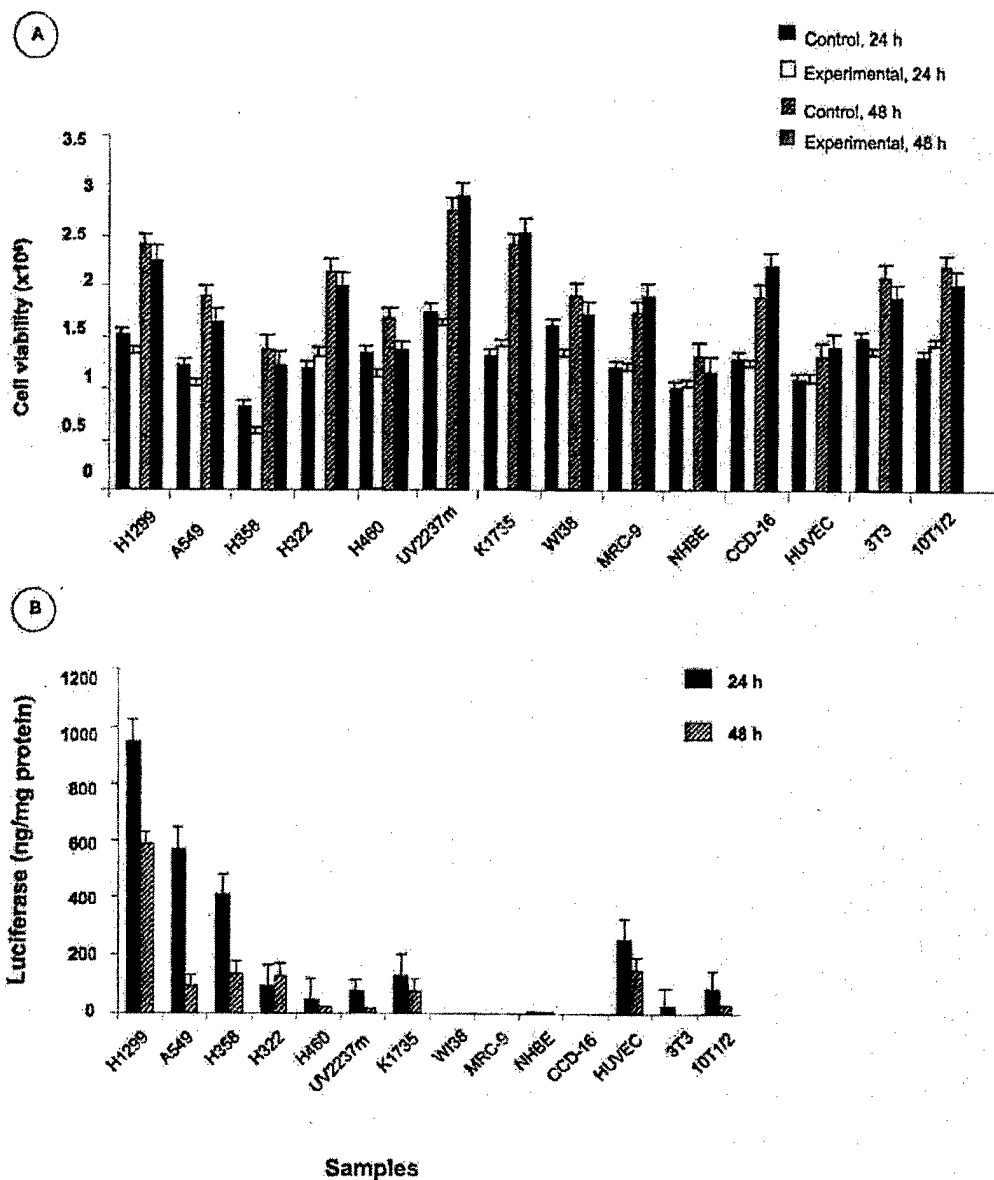 A
Control, 24 h
Experimental, 24 h
Control, 48 h
Experimental, 48 h
Cell viability (x10⁶)
3.5
3
2.5
2
1.5
1
0.5
0
H1299
A549
H358
H322
H460
UV2237m
K1735
WI38
MRC-9
NHBE
CCD-16
HUVEC
3T3
10T1/2
B
24 h
48 h
Luciferase (ng/mg protein)
1200
1000
800
600
400
200
0
H1299
A549
H358
H322
H460
UV2237m
K1735
WI38
MRC-9
NHBE
CCD-16
HUVEC
3T3
10T1/2
Samples